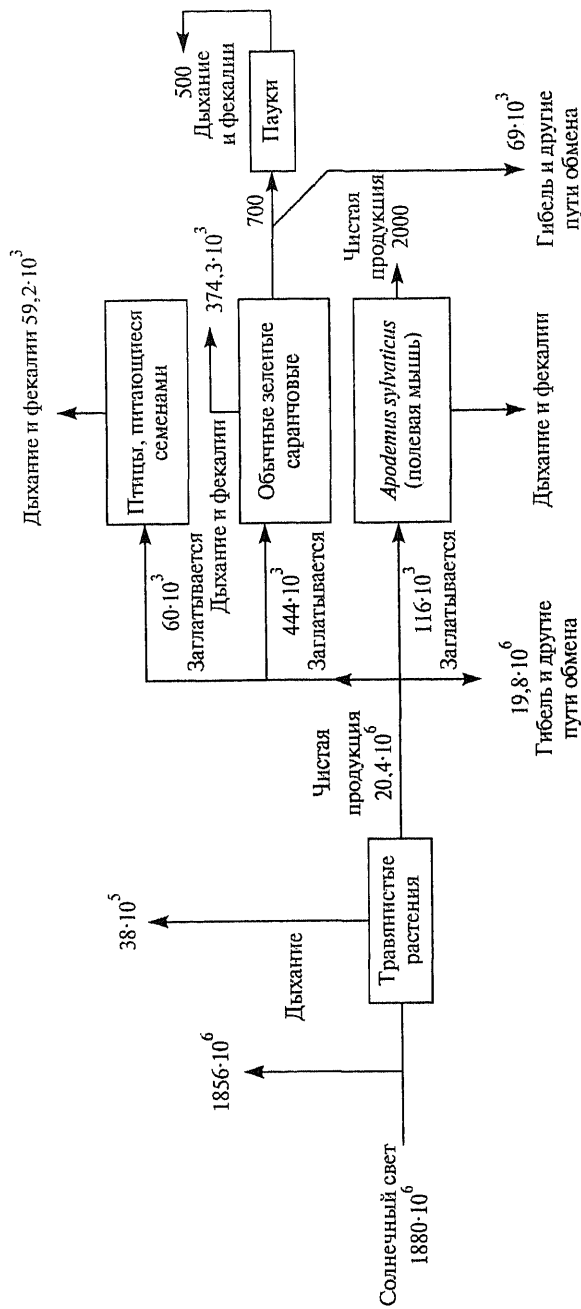 Солнечный свет
1880·10⁶
1856·10⁶
Травянистые
растения
Дыхание
38·10⁵
Чистая
продукция
20,4·10⁶
19,8·10⁶
Гибель и другие
пути обмена
60·10³
Заглатывается
Птицы, питающиеся
семенами
Дыхание и фекалии 59,2·10³
444·10³
Заглатывается
Обычные зеленые
саранчовые
Дыхание и фекалии
374,3·10³
116·10³
Заглатывается
Apodemus sylvaticus
(полевая мышь)
Дыхание и фекалии
Чистая
продукция
2000
700
Пауки
500
Дыхание
и фекалии
69·10³
Гибель и другие
пути обмена